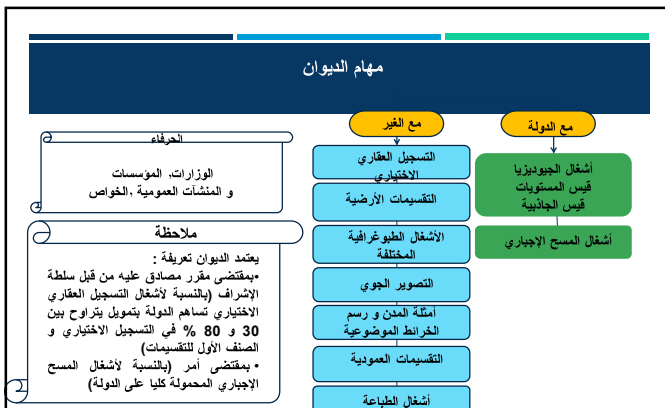 مهام الديوان
مع الدولة
أشغال الجيوديزيا
قيس المستويات
قيس الجاذبية
أشغال المسح الإجباري
مع الغير
التسجيل العقاري
الاختياري
التقسيمات الأرضية
الأشغال الطبوغرافية
المختلفة
التصوير الجوي
أمثلة المدن و رسم
الخرائط الموضوعية
التقسيمات العمودية
أشغال الطباعة
الحرفاء
الوزارات, المؤسسات
و المنشآت العمومية ,الخواص
ملاحظة
يعتمد الديوان تعريفة :
•بمقتضى مقرر مصادق عليه من قبل سلطة
الإشراف (بالنسبة لأشغال التسجيل العقاري
الاختياري تساهم الدولة بتمويل يتراوح بين
30 و 80 % في التسجيل الاختياري و
الصنف الأول للتقسيمات)
• بمقتضى أمر (بالنسبة لأشغال المسح
الإجباري المحمولة كليا على الدولة)